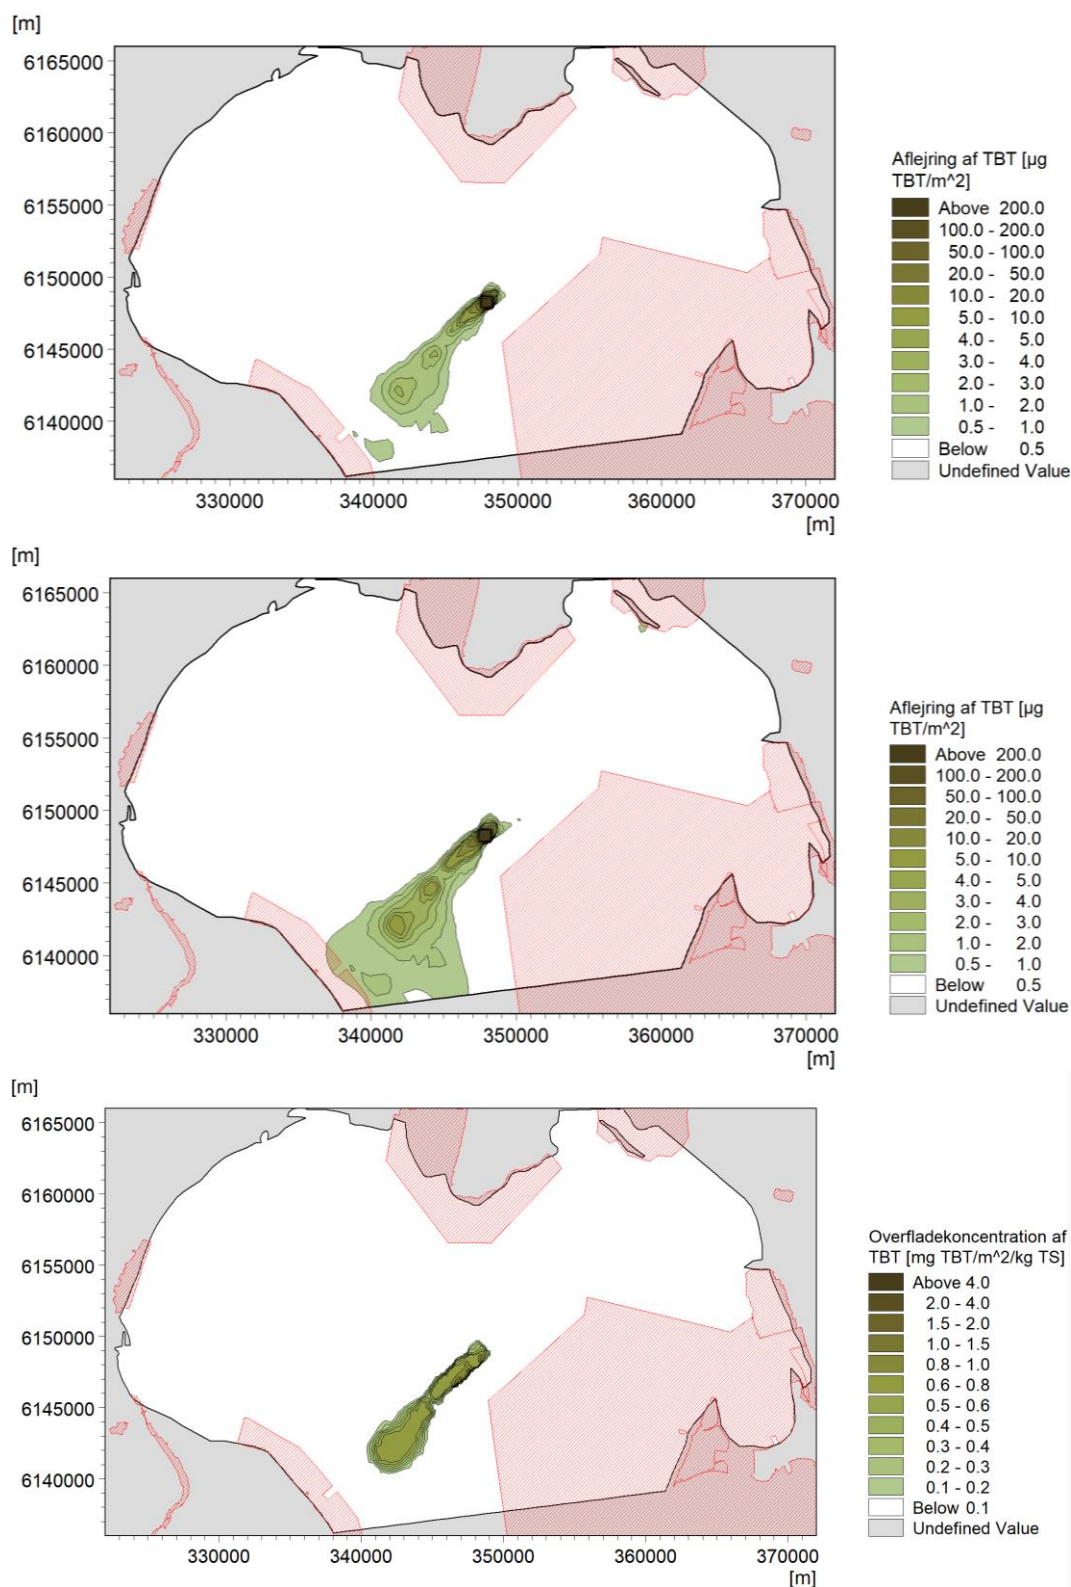 [m]
6165000
6160000
6155000
6150000
6145000
6140000
330000 340000 350000 360000 370000
[m]
Aflejring af TBT [µg
TBT/m^2]
Above 200.0
100.0 - 200.0
50.0 - 100.0
20.0 - 50.0
10.0 - 20.0
5.0 - 10.0
4.0 - 5.0
3.0 - 4.0
2.0 - 3.0
1.0 - 2.0
0.5 - 1.0
Below 0.5
Undefined Value
[m]
6165000
6160000
6155000
6150000
6145000
6140000
330000 340000 350000 360000 370000
[m]
Aflejring af TBT [µg
TBT/m^2]
Above 200.0
100.0 - 200.0
50.0 - 100.0
20.0 - 50.0
10.0 - 20.0
5.0 - 10.0
4.0 - 5.0
3.0 - 4.0
2.0 - 3.0
1.0 - 2.0
0.5 - 1.0
Below 0.5
Undefined Value
[m]
6165000
6160000
6155000
6150000
6145000
6140000
330000 340000 350000 360000 370000
[m]
Overfladekoncentration af
TBT [mg TBT/m^2/kg TS]
Above 4.0
2.0 - 4.0
1.5 - 2.0
1.0 - 1.5
0.8 - 1.0
0.6 - 0.8
0.5 - 0.6
0.4 - 0.5
0.3 - 0.4
0.2 - 0.3
0.1 - 0.2
Below 0.1
Undefined Value